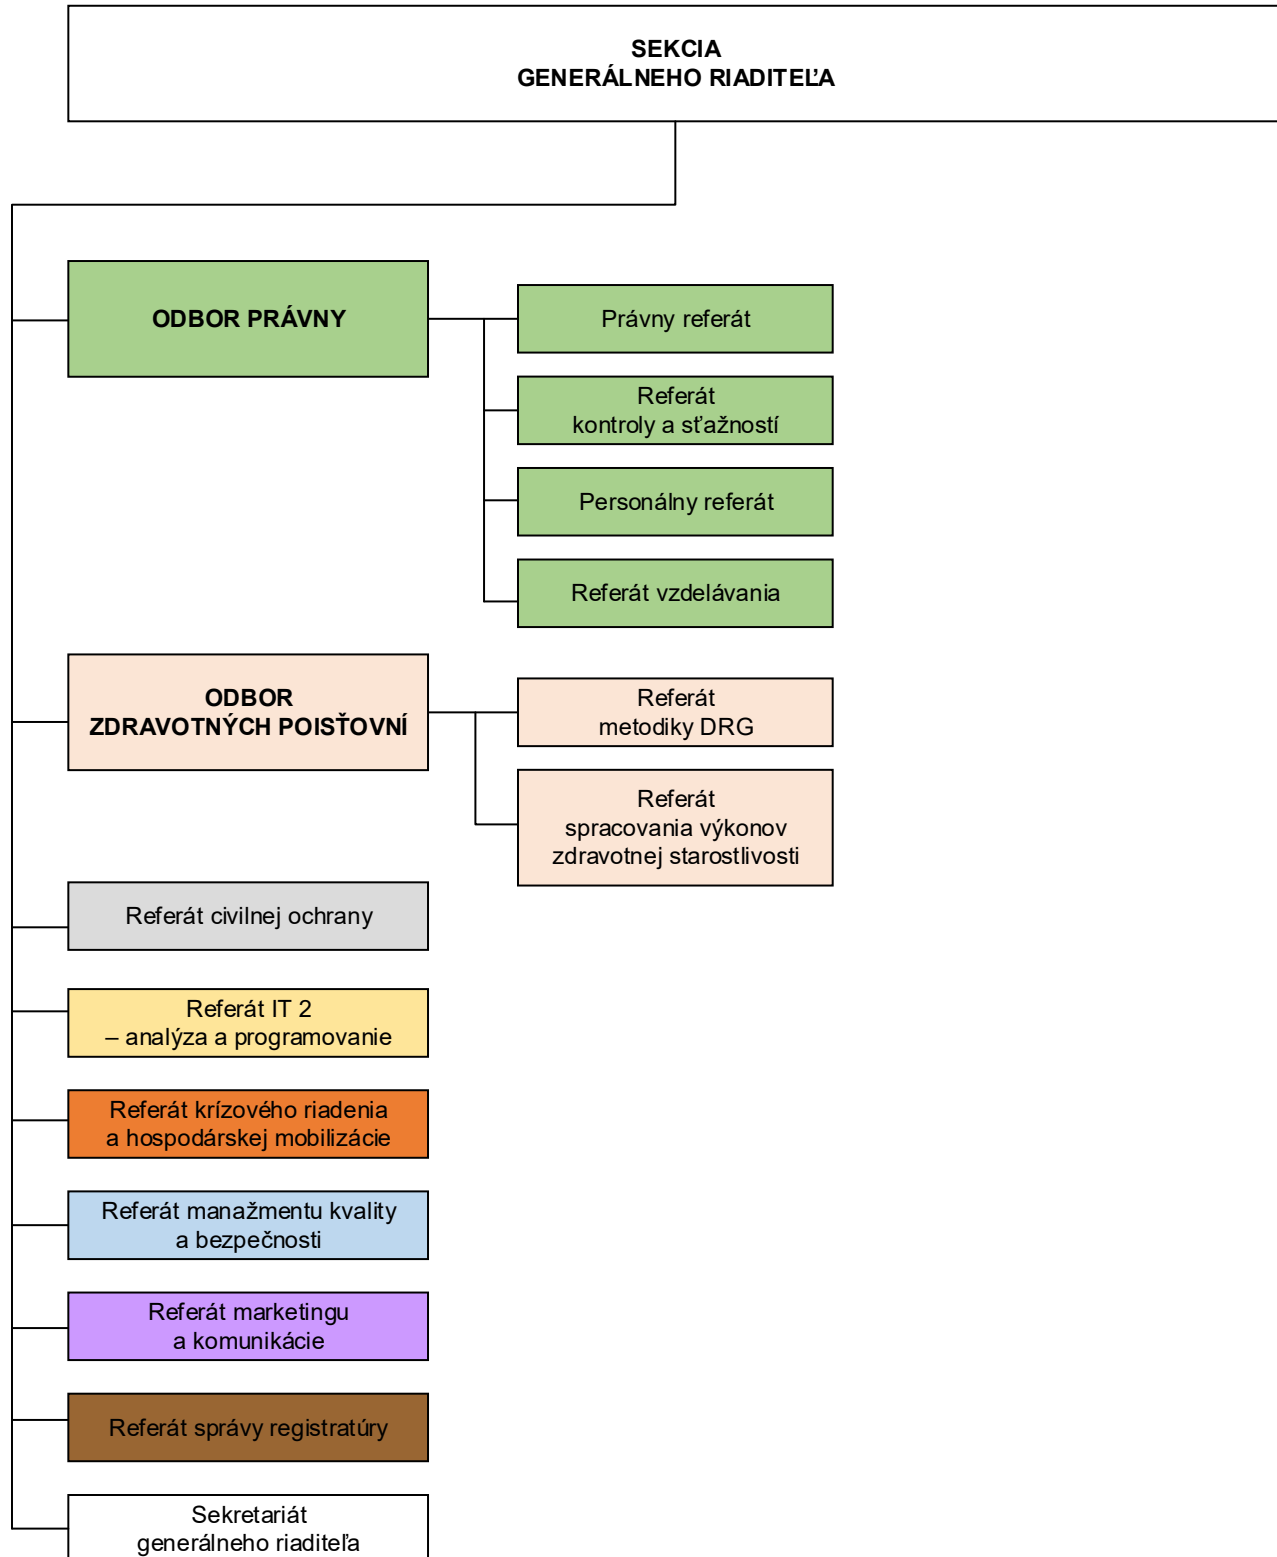 SEKCIA
GENERÁLNEHO RIADITEĽA
ODBOR PRÁVNY
Právny referát
Referát
kontroly a sťažností
Personálny referát
Referát vzdelávania
ODBOR
ZDRAVOTNÝCH POISŤOVNÍ
Referát
metodiky DRG
Referát
spracovania výkonov
zdravotnej starostlivosti
Referát civilnej ochrany
Referát IT 2
– analýza a programovanie
Referát krízového riadenia
a hospodárskej mobilizácie
Referát manažmentu kvality
a bezpečnosti
Referát marketingu
a komunikácie
Referát správy registratúry
Sekretariát
generálneho riaditeľa